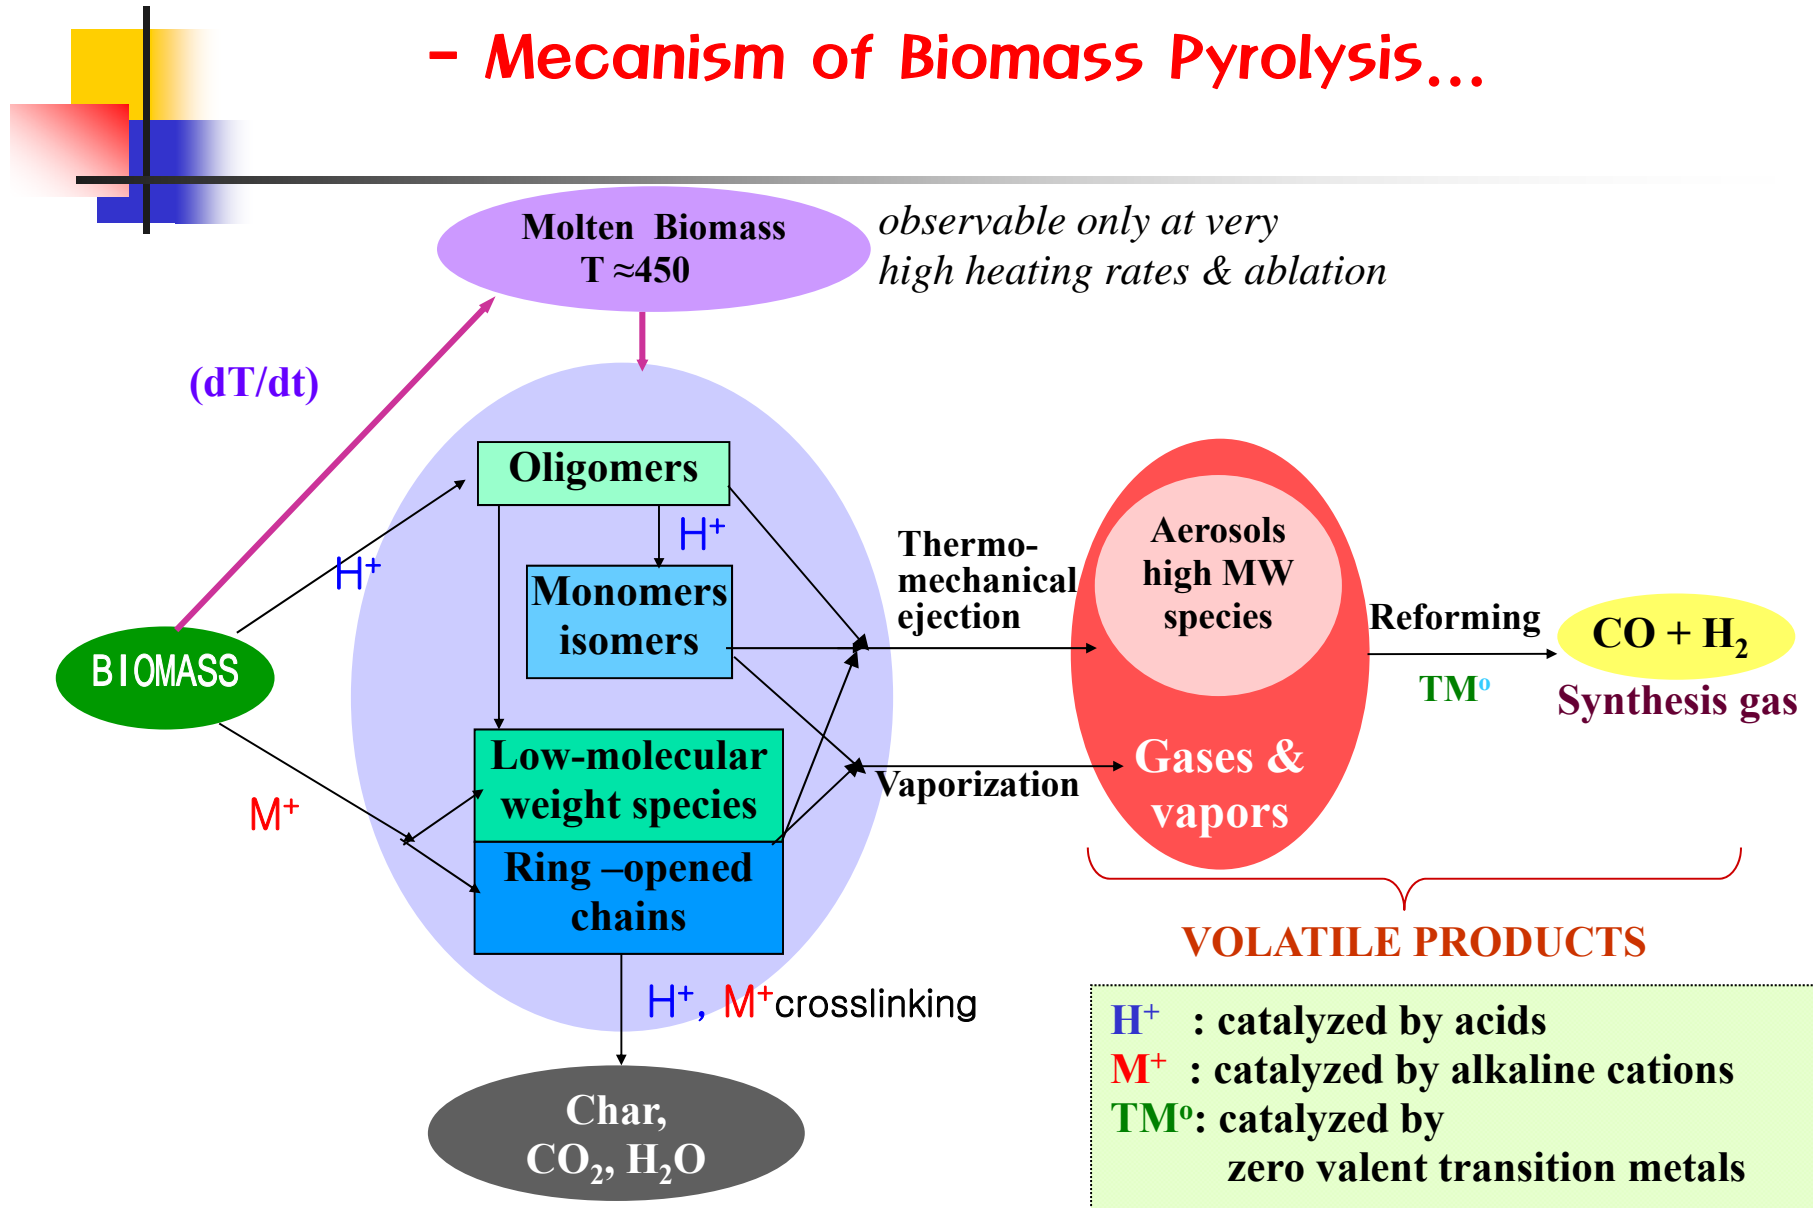 - Mecanism of Biomass Pyrolysis...
Molten Biomass
T ≈450
observable only at very
high heating rates & ablation
(dT/dt)
Oligomers
H⁺
H⁺
Monomers
isomers
Thermo-
mechanical
ejection
Aerosols
high MW
species
Reforming
TM⁰
CO + H₂
Synthesis gas
BIOMASS
M⁺
Low-molecular
weight species
Ring –opened
chains
Vaporization
Gases &
vapors
VOLATILE PRODUCTS
H⁺, M⁺crosslinking
Char,
CO₂, H₂O
H⁺ : catalyzed by acids
M⁺ : catalyzed by alkaline cations
TM⁰: catalyzed by
zero valent transition metals